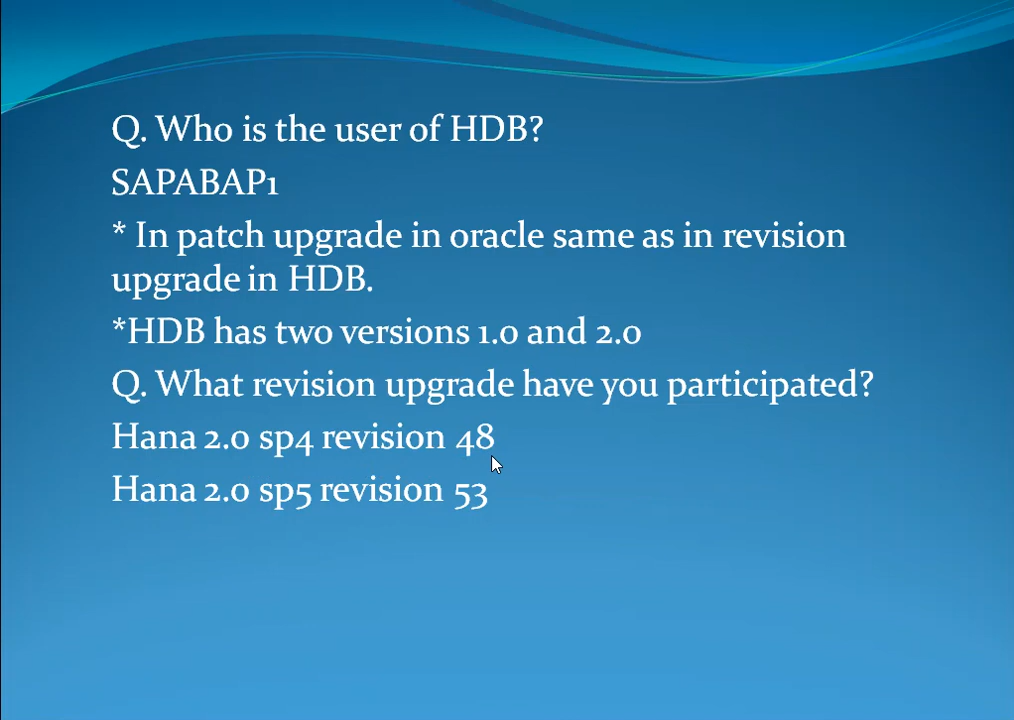 Q. Who is the user of HDB?
SAPABAP1
* In patch upgrade in oracle same as in revision
upgrade in HDB.
*HDB has two versions 1.0 and 2.0
Q. What revision upgrade have you participated?
Hana 2.0 sp4 revision 48
Hana 2.0 sp5 revision 53